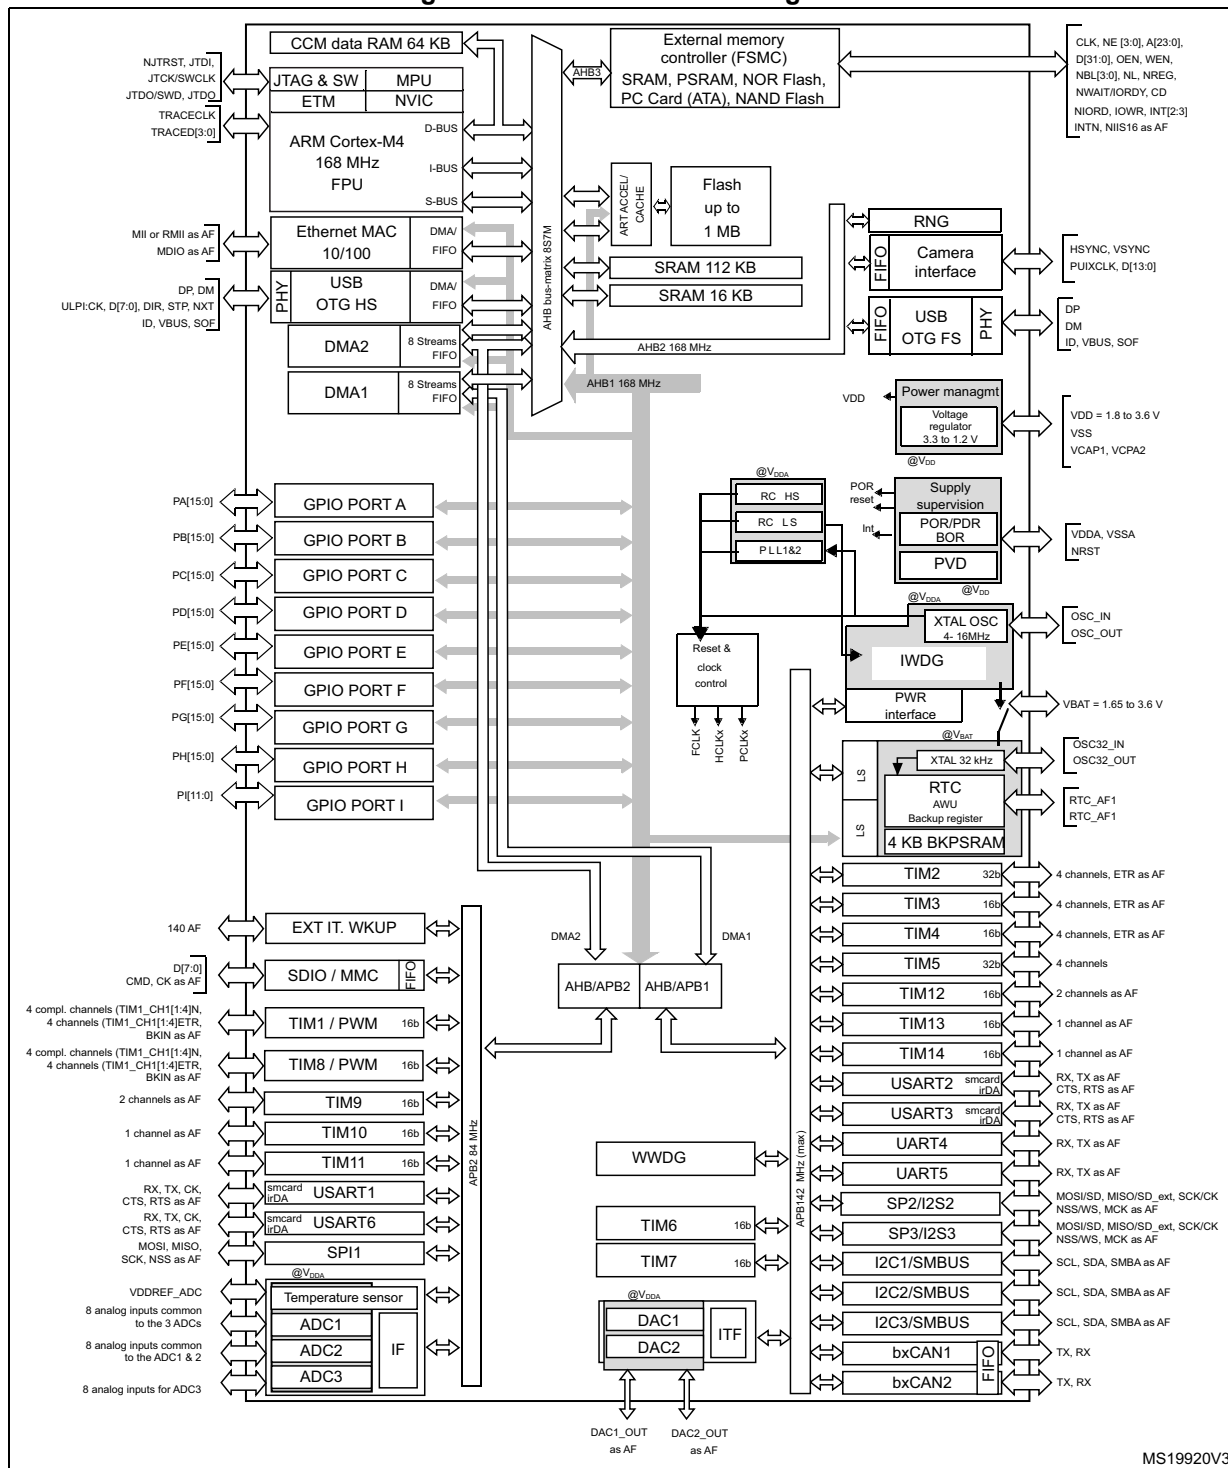 CCM data RAM 64 KB
External memory
controller (FSMC)
SRAM, PSRAM, NOR Flash,
PC Card (ATA), NAND Flash
AHB3
CLK, NE [3:0], A[23:0],
D[31:0], OEN, WEN,
NBL[3:0], NL, NREG,
NWAIT/IORDY, CD
NIORD, IOWR, INT[2:3]
INTN, NIIS16 as AF
NJTRST, JTDI,
JTCK/SWCLK
JTDO/SWD, JTDO
TRACECLK
TRACED[3:0]
JTAG & SW
MPU
ETM
NVIC
ARM Cortex-M4
168 MHz
FPU
D-BUS
I-BUS
S-BUS
AHB bus-matrix 8S7M
ART ACCEL/
CACHE
Flash
up to
1 MB
SRAM 112 KB
SRAM 16 KB
AHB2 168 MHz
AHB1 168 MHz
MII or RMII as AF
MDIO as AF
Ethernet MAC
10/100
DMA/
FIFO
DP, DM
ULPI:CK, D[7:0], DIR, STP, NXT
ID, VBUS, SOF
PHY
USB
OTG HS
DMA/
FIFO
DMA2
8 Streams
FIFO
DMA1
8 Streams
FIFO
RNG
FIFO
Camera
interface
HSYNC, VSYNC
PUIXCLK, D[13:0]
FIFO
USB
OTG FS
PHY
DP
DM
ID, VBUS, SOF
VDD
Power managmt
Voltage
regulator
3.3 to 1.2 V
@VDD
VDD = 1.8 to 3.6 V
VSS
VCAP1, VCPA2
@VDDA
RC HS
RC LS
PLL1&2
POR
reset
Int
Supply
supervision
POR/PDR
BOR
PVD
@VDD
VDDA, VSSA
NRST
@VDDA
XTAL OSC
4- 16MHz
IWDG
OSC_IN
OSC_OUT
PWR
interface
VBAT = 1.65 to 3.6 V
Reset &
clock
control
FCLK
HCLKx
PCLKx
@VBAT
LS
LS
XTAL 32 kHz
RTC
AWU
Backup register
4 KB BKPSRAM
OSC32_IN
OSC32_OUT
RTC_AF1
RTC_AF1
PA[15:0]
GPIO PORT A
PB[15:0]
GPIO PORT B
PC[15:0]
GPIO PORT C
PD[15:0]
GPIO PORT D
PE[15:0]
GPIO PORT E
PF[15:0]
GPIO PORT F
PG[15:0]
GPIO PORT G
PH[15:0]
GPIO PORT H
PI[11:0]
GPIO PORT I
DMA2
DMA1
AHB/APB2
AHB/APB1
140 AF
EXT IT. WKUP
D[7:0]
CMD, CK as AF
SDIO / MMC
FIFO
4 compl. channels (TIM1_CH1[1:4]N,
4 channels (TIM1_CH1[1:4]ETR,
BKIN as AF
TIM1 / PWM
16b
4 compl. channels (TIM1_CH1[1:4]N,
4 channels (TIM1_CH1[1:4]ETR,
BKIN as AF
TIM8 / PWM
16b
2 channels as AF
TIM9
16b
1 channel as AF
TIM10
16b
1 channel as AF
TIM11
16b
RX, TX, CK,
CTS, RTS as AF
smcard
irDA
USART1
RX, TX, CK,
CTS, RTS as AF
smcard
irDA
USART6
MOSI, MISO,
SCK, NSS as AF
SPI1
APB2 84 MHz
@VDDA
VDDREF_ADC
Temperature sensor
8 analog inputs common
to the 3 ADCs
ADC1
8 analog inputs common
to the ADC1 & 2
ADC2
8 analog inputs for ADC3
ADC3
IF
WWDG
TIM6
16b
TIM7
16b
@VDDA
DAC1
DAC2
ITF
DAC1_OUT
as AF
DAC2_OUT
as AF
APB142 MHz (max)
TIM2
32b
4 channels, ETR as AF
TIM3
16b
4 channels, ETR as AF
TIM4
16b
4 channels, ETR as AF
TIM5
32b
4 channels
TIM12
16b
2 channels as AF
TIM13
16b
1 channel as AF
TIM14
16b
1 channel as AF
USART2
smcard
irDA
RX, TX as AF
CTS, RTS as AF
USART3
smcard
irDA
RX, TX as AF
CTS, RTS as AF
UART4
RX, TX as AF
UART5
RX, TX as AF
SP2/I2S2
MOSI/SD, MISO/SD_ext, SCK/CK
NSS/WS, MCK as AF
SP3/I2S3
MOSI/SD, MISO/SD_ext, SCK/CK
NSS/WS, MCK as AF
I2C1/SMBUS
SCL, SDA, SMBA as AF
I2C2/SMBUS
SCL, SDA, SMBA as AF
I2C3/SMBUS
SCL, SDA, SMBA as AF
bxCAN1
FIFO
TX, RX
bxCAN2
TX, RX
MS19920V3